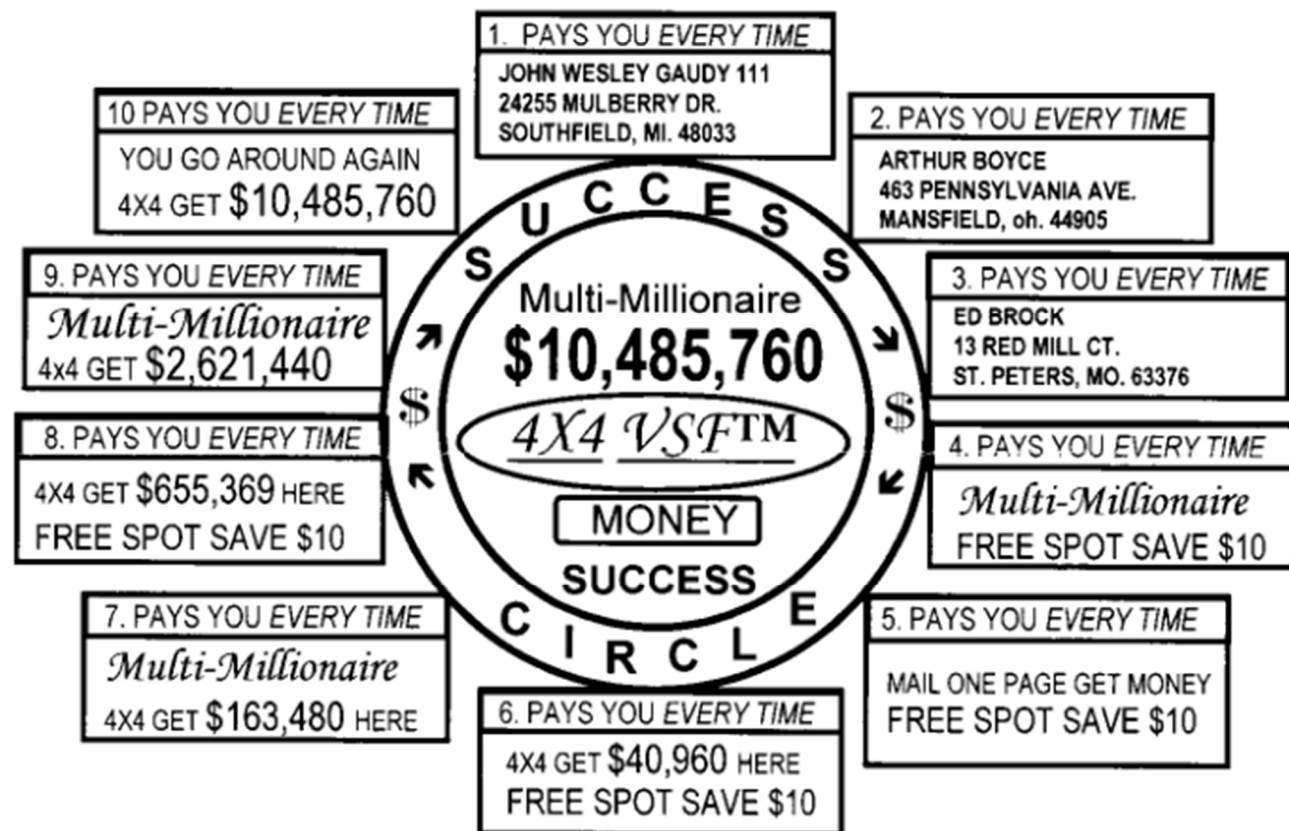 1. PAYS YOU EVERY TIME
JOHN WESLEY GAUDY 111
24255 MULBERRY DR.
SOUTHFIELD, MI. 48033
2. PAYS YOU EVERY TIME
ARTHUR BOYCE
463 PENNSYLVANIA AVE.
MANSFIELD, oh. 44905
3. PAYS YOU EVERY TIME
ED BROCK
13 RED MILL CT.
ST. PETERS, MO. 63376
4. PAYS YOU EVERY TIME
Multi-Millionaire
FREE SPOT SAVE $10
5. PAYS YOU EVERY TIME
MAIL ONE PAGE GET MONEY
FREE SPOT SAVE $10
6. PAYS YOU EVERY TIME
4X4 GET $40,960 HERE
FREE SPOT SAVE $10
7. PAYS YOU EVERY TIME
Multi-Millionaire
4X4 GET $163,480 HERE
8. PAYS YOU EVERY TIME
4X4 GET $655,369 HERE
FREE SPOT SAVE $10
9. PAYS YOU EVERY TIME
Multi-Millionaire
4x4 GET $2,621,440
10 PAYS YOU EVERY TIME
YOU GO AROUND AGAIN
4X4 GET $10,485,760
SUCCESS
$ $
CIRCLE
Multi-Millionaire
$10,485,760
4X4 VSF™
MONEY
SUCCESS